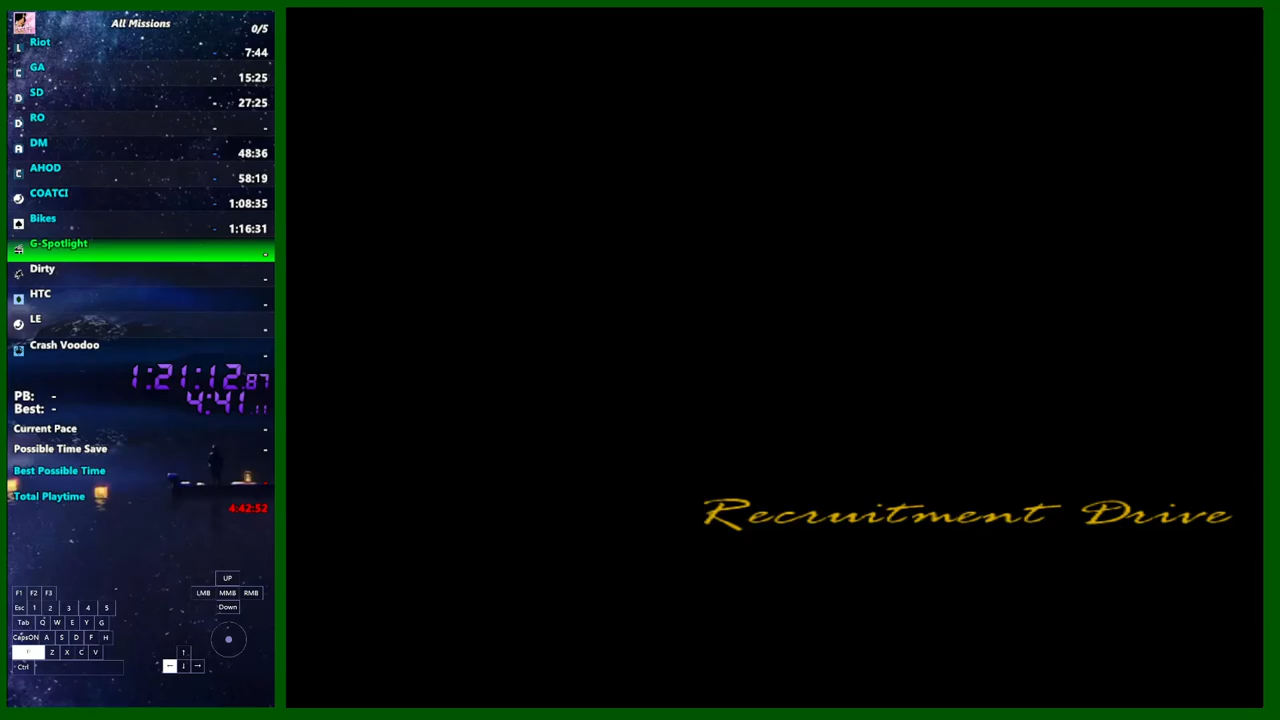 All Missions
0/5
L Riot 7:44
C GA - 15:25
D SD - 27:25
D RO - -
A DM - 48:36
C AHOD - 58:19
COATCI - 1:08:35
Bikes - 1:16:31
G-Spotlight -
Dirty -
HTC -
LE -
Crash Voodoo -
1:21:12.87
PB: -
4:41.11
Best: -
Current Pace -
Possible Time Save -
Best Possible Time
Total Playtime
4:42:52
Recruitment Drive
UP
F1 F2 F3 LMB MMB RMB
Esc 1 2 3 4 5 Down
Tab Q W E Y G
CapsON A S D F H
Z X C V ↑
Ctrl ← ↓ →